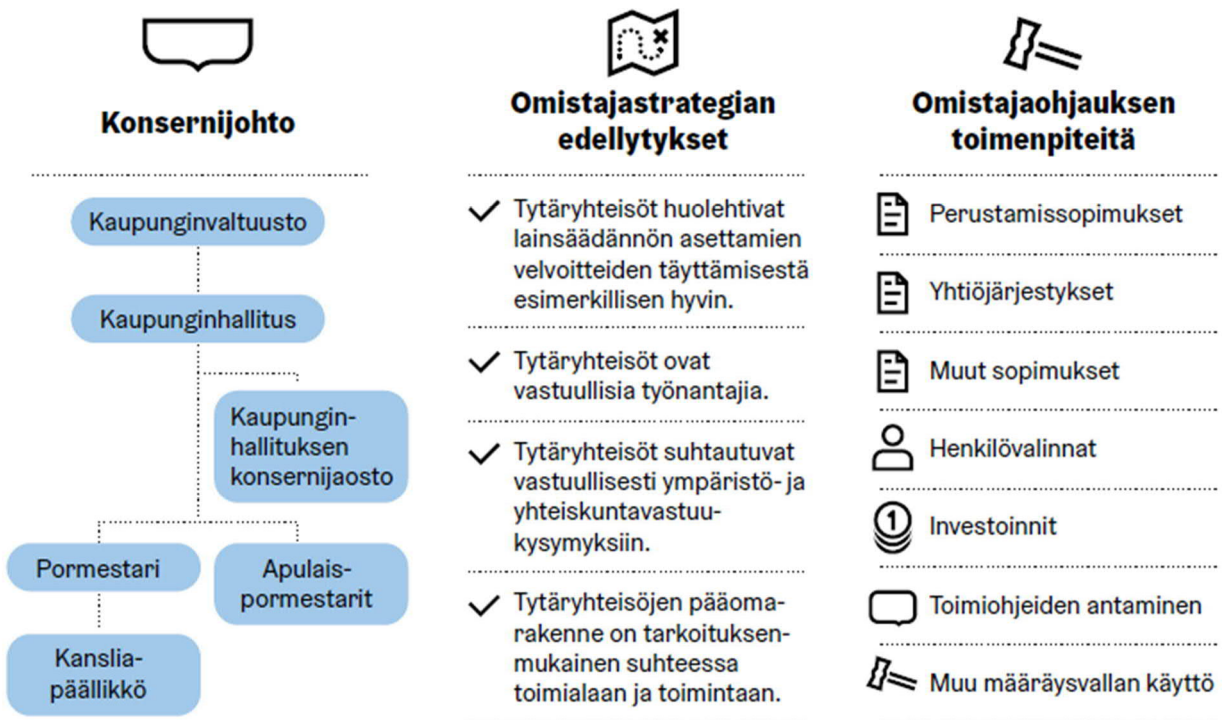 Konsernijohto
Kaupunginvaltuusto
Kaupunginhallitus
Kaupungin-
hallituksen
konsernijaosto
Pormestari
Apulais-
pormestarit
Kanslia-
päällikkö
Omistajastrategian
edellytykset
Tytäryhteisöt huolehtivat
lainsäädännön asettamien
velvoitteiden täyttämisestä
esimerkillisen hyvin.
Tytäryhteisöt ovat
vastuullisia työnantajia.
Tytäryhteisöt suhtautuvat
vastuullisesti ympäristö- ja
yhteiskuntavastuu-
kysymyksiin.
Tytäryhteisöjen pääoma-
rakenne on tarkoituksen-
mukainen suhteessa
toimialaan ja toimintaan.
Omistajaohjauksen
toimenpiteitä
Perustamissopimukset
Yhtiöjärjestykset
Muut sopimukset
Henkilövalinnat
1
Investoinnit
Toimiohjeiden antaminen
Muu määräysvallan käyttö